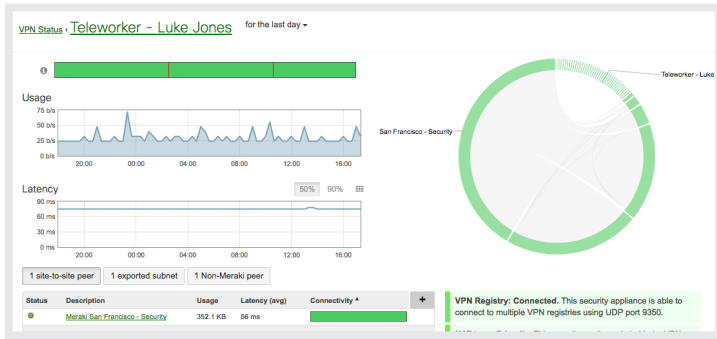 VPN Status › Teleworker - Luke Jones for the last day
Usage
75 b/s
50 b/s
25 b/s
0 b/s
20:00 00:00 04:00 08:00 12:00 16:00
Latency
50% 90%
90 ms
60 ms
30 ms
0 ms
20:00 00:00 04:00 08:00 12:00 16:00
Teleworker - Luke
San Francisco - Security
1 site-to-site peer 1 exported subnet 1 Non-Meraki peer
Status Description Usage Latency (avg) Connectivity +
Meraki San Francisco - Security 352.1 KB 56 ms
VPN Registry: Connected. This security appliance is able to
connect to multiple VPN registries using UDP port 9350.